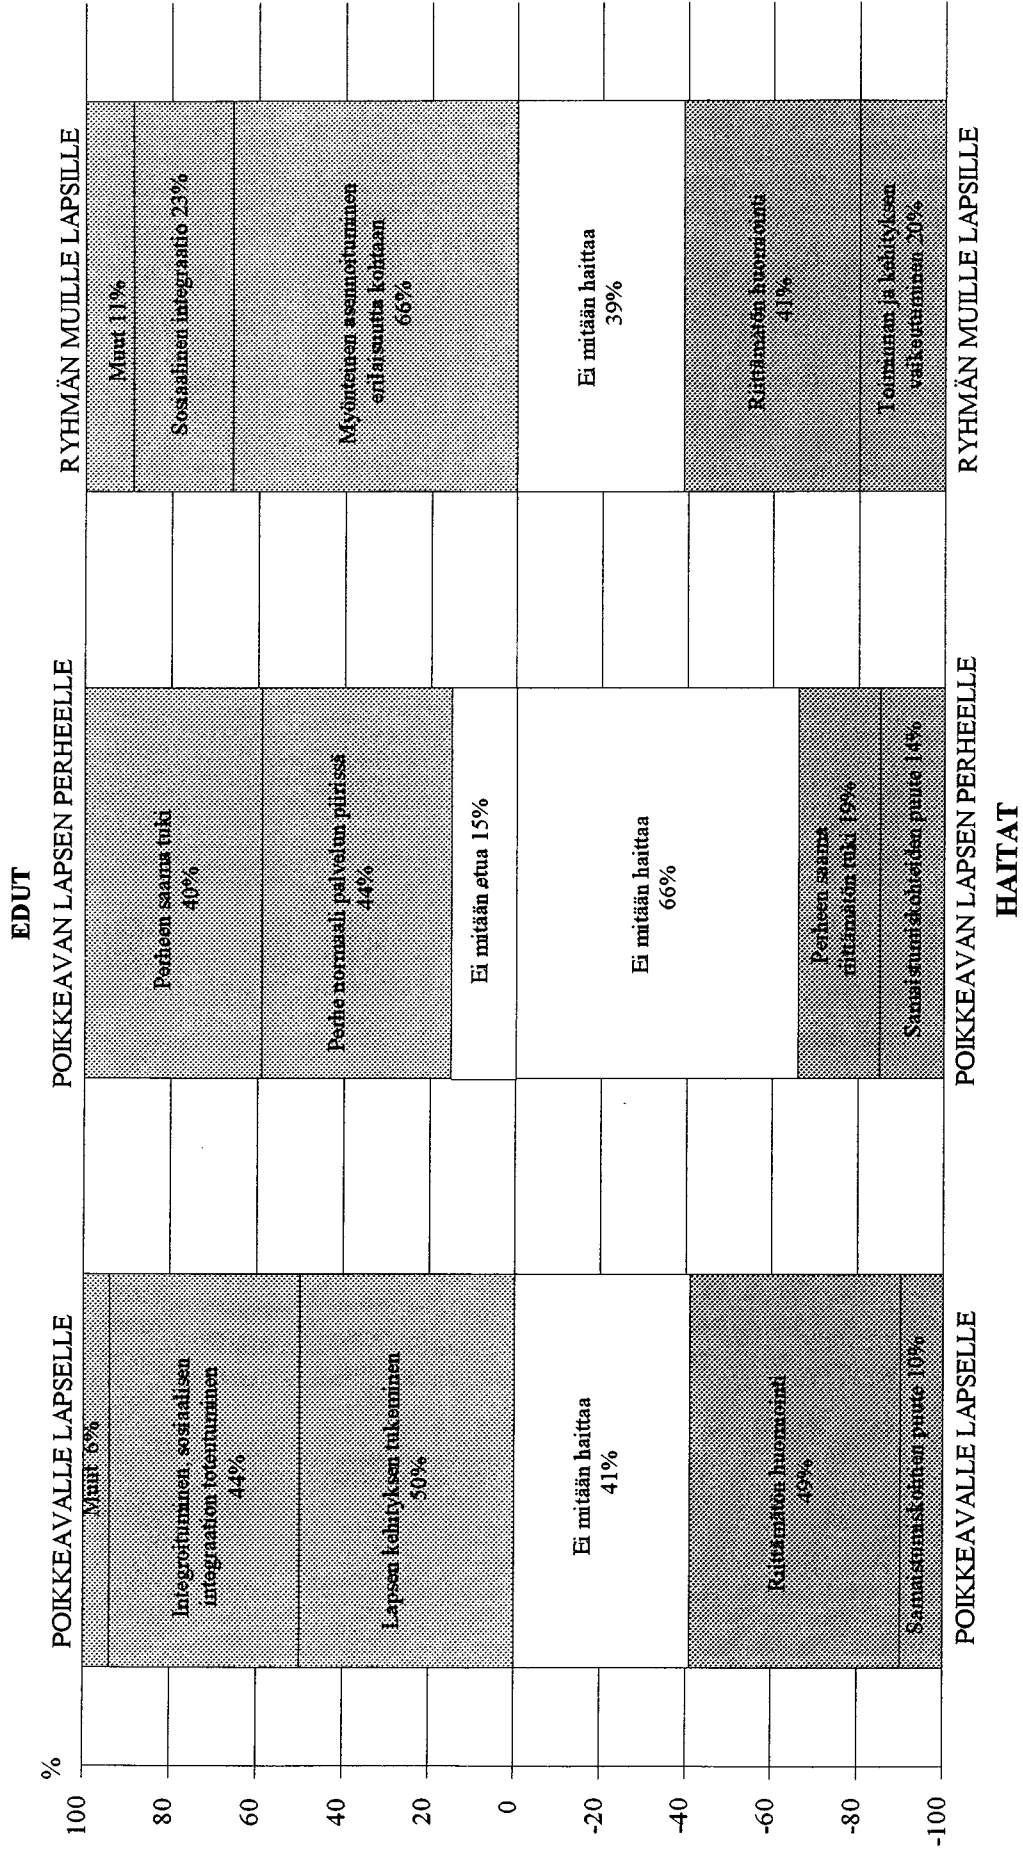 EDUT
POIKKEAVALLE LAPSELLE
POIKKEAVAN LAPSEN PERHEELLE
RYHMÄN MUILLE LAPSILLE
%
100
80
60
40
20
0
-20
-40
-60
-80
-100
Muut 6%
Integroituminen, sosiaalisen
integraation toteutuminen
44%
Lapsen kehityksen tukeminen
50%
Ei mitään haittaa
41%
Riittämätön huomiointi
49%
Samaistumiskoinnen puute 10%
Perheen saama tuki
40%
Perhe normaali palvelun piirissä
44%
Ei mitään etua 15%
Ei mitään haittaa
66%
Perheen saama
riittämätön tuki 19%
Samaistumiskohteiden puute 14%
Muut 11%
Sosiaalinen integraatio 23%
Myönteinen asennoituminen
erilaisuutta kohtaan
66%
Ei mitään haittaa
39%
Riittämätön huomiointi
41%
Toiminnan ja kehityksen
vaikeutuminen 20%
POIKKEAVALLE LAPSELLE
POIKKEAVAN LAPSEN PERHEELLE
RYHMÄN MUILLE LAPSILLE
HAITAT